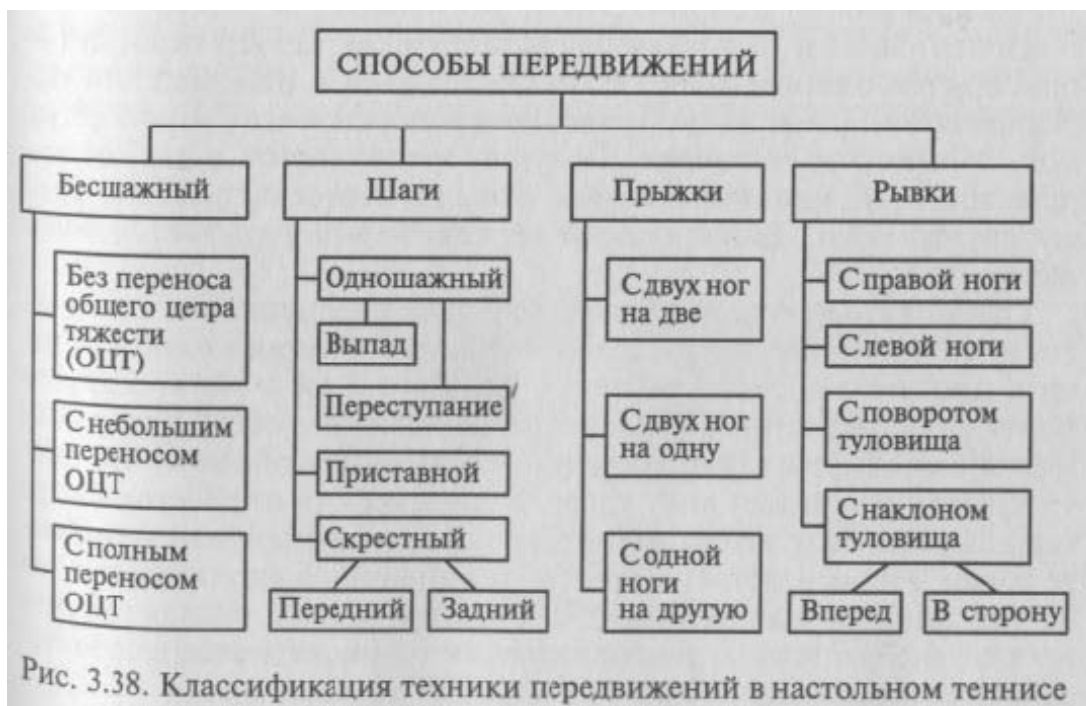 СПОСОБЫ ПЕРЕДВИЖЕНИЙ
Бесшажный
Шаги
Прыжки
Рывки
Без переноса
общего цетра
тяжести
(ОЦТ)
С небольшим
переносом
ОЦТ
С полным
переносом
ОЦТ
Одношажный
Выпад
Переступание
Приставной
Скрестный
Передний
Задний
С двух ног
на две
С двух ног
на одну
С одной
ноги
на другую
С правой ноги
С левой ноги
С поворотом
туловища
С наклоном
туловища
Вперед
В сторону
Рис. 3.38. Классификация техники передвижений в настольном теннисе